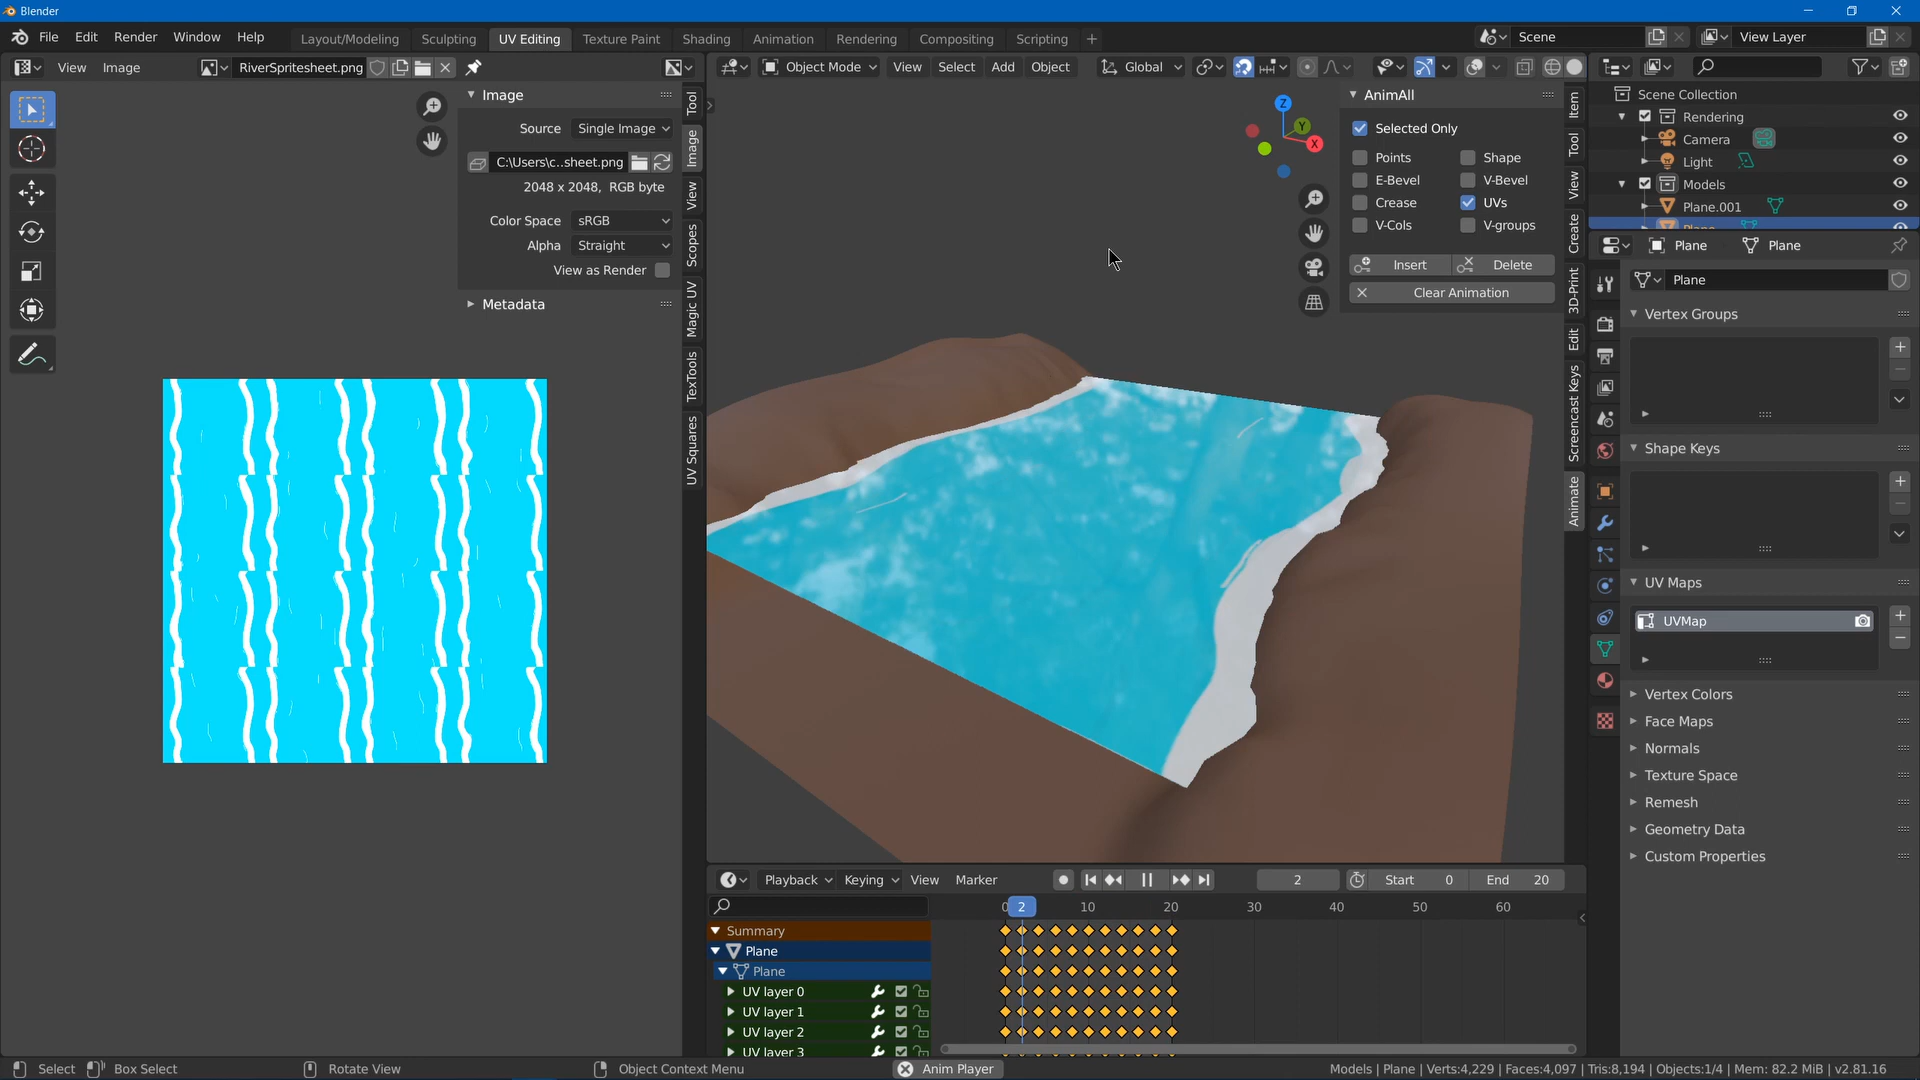 Blender
File Edit Render Window Help
Layout/Modeling Sculpting UV Editing Texture Paint Shading Animation Rendering Compositing Scripting +
Scene
View Layer
View Image
RiverSpritesheet.png
Object Mode
View Select Add Object
Global
Image
Source Single Image
C:\Users\c..sheet.png
2048 x 2048, RGB byte
Color Space sRGB
Alpha Straight
View as Render
Metadata
Tool
Image
View
Scopes
Magic UV
TexTools
UV Squares
Z
Y
X
AnimAll
Selected Only
Points Shape
E-Bevel V-Bevel
Crease UVs
V-Cols V-groups
Insert Delete
Clear Animation
Item
Tool
View
Create
3D-Print
Edit
Screencast Keys
Animate
Scene Collection
Rendering
Camera
Light
Models
Plane.001
Plane Plane
Plane
Vertex Groups
Shape Keys
UV Maps
UVMap
Vertex Colors
Face Maps
Normals
Texture Space
Remesh
Geometry Data
Custom Properties
Playback Keying View Marker
2
Start 0
End 20
0 2 10 20 30 40 50 60
Summary
Plane
Plane
UV layer 0
UV layer 1
UV layer 2
UV layer 3
Select Box Select Rotate View Object Context Menu Anim Player
Models | Plane | Verts:4,229 | Faces:4,097 | Tris:8,194 | Objects:1/4 | Mem: 82.2 MiB | v2.81.16